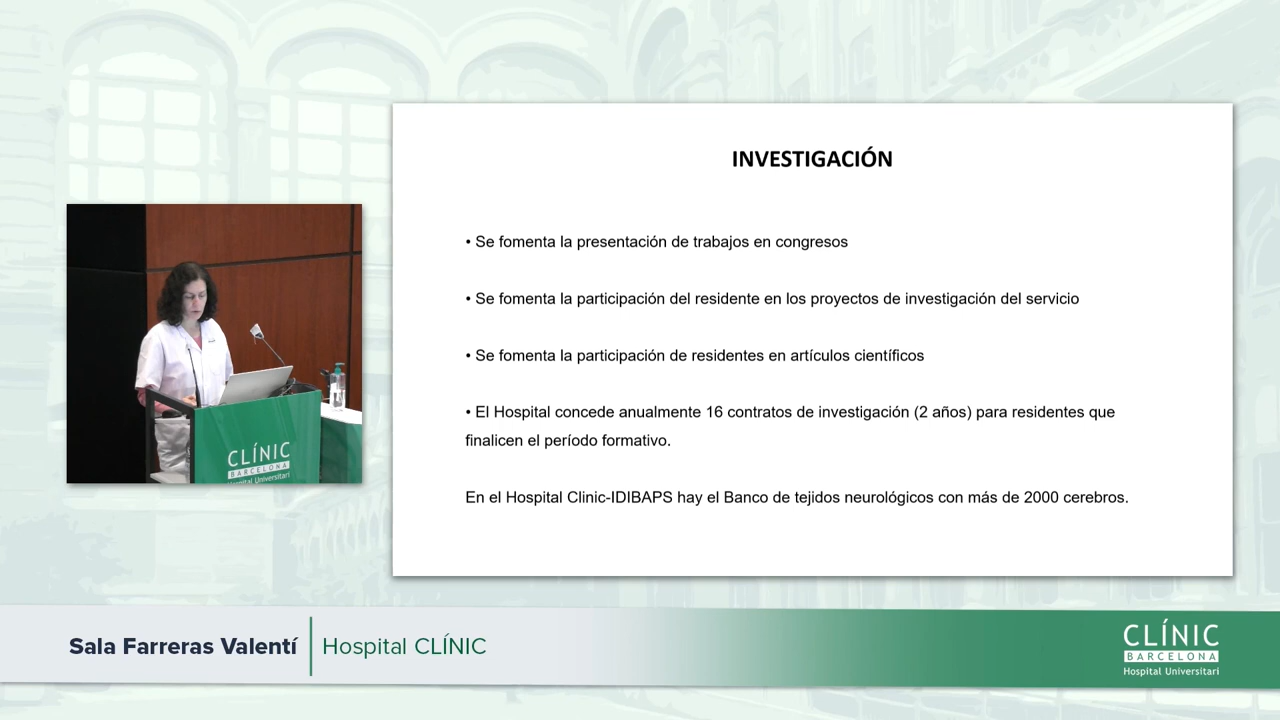 INVESTIGACIÓN
• Se fomenta la presentación de trabajos en congresos
• Se fomenta la participación del residente en los proyectos de investigación del servicio
• Se fomenta la participación de residentes en artículos científicos
• El Hospital concede anualmente 16 contratos de investigación (2 años) para residentes que
finalicen el período formativo.
En el Hospital Clinic-IDIBAPS hay el Banco de tejidos neurológicos con más de 2000 cerebros.
CLÍNIC
BARCELONA
Hospital Universitari
Sala Farreras Valentí
Hospital CLÍNIC
CLÍNIC
BARCELONA
Hospital Universitari